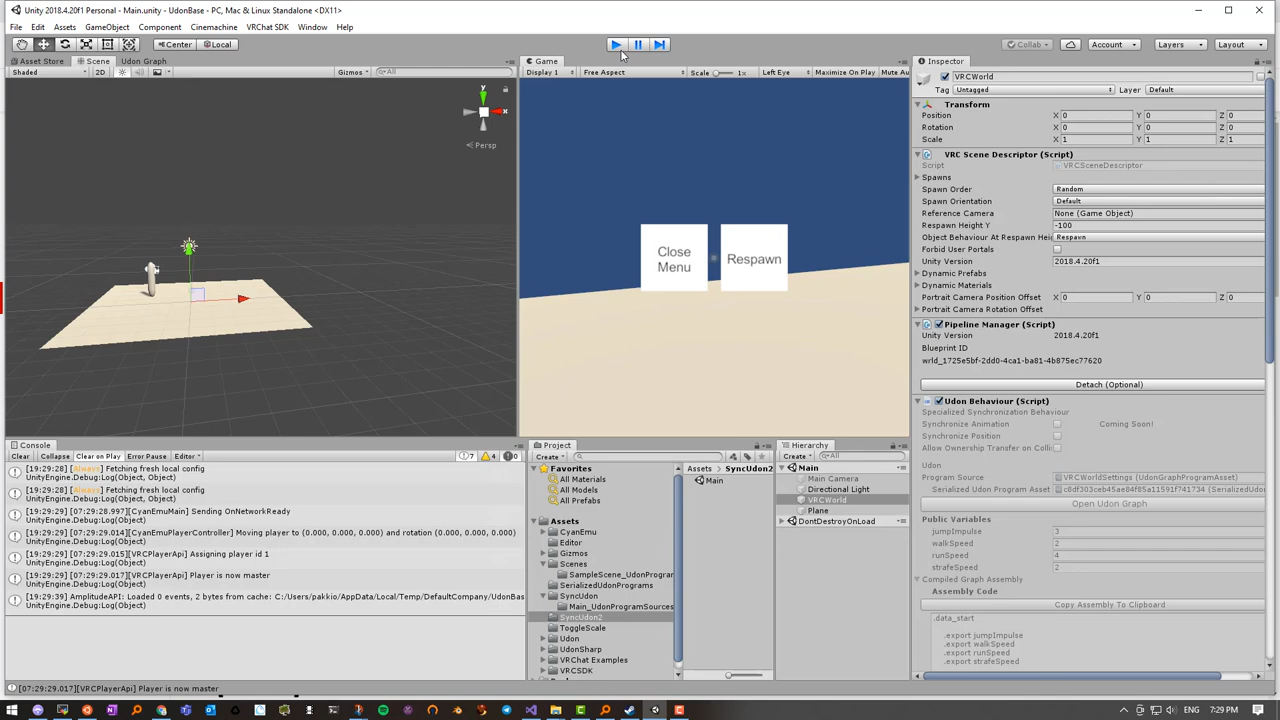 Unity 2018.4.20f1 Personal - Main.unity - UdonBase - PC, Mac & Linux Standalone <DX11>
File Edit Assets GameObject Component Cinemachine VRChat SDK Window Help
Center Local Collab Account Layers Layout
Asset Store Scene Udon Graph
Shaded 2D Gizmos All
y x
Persp
Game
Display 1 Free Aspect Scale 1x Left Eye Maximize On Play Mute Au
Close Menu
Respawn
Inspector
VRCWorld
Tag Untagged Layer Default
Transform
Position X 0 Y 0 Z 0
Rotation X 0 Y 0 Z 0
Scale X 1 Y 1 Z 1
VRC Scene Descriptor (Script)
Script VRCSceneDescriptor
Spawns
Spawn Order Random
Spawn Orientation Default
Reference Camera None (Game Object)
Respawn Height Y -100
Object Behaviour At Respawn Hei Respawn
Forbid User Portals
Unity Version 2018.4.20f1
Dynamic Prefabs
Dynamic Materials
Portrait Camera Position Offset X 0 Y 0 Z 0
Portrait Camera Rotation Offset
Pipeline Manager (Script)
Unity Version 2018.4.20f1
Blueprint ID
wrld_1725e5bf-2dd0-4ca1-ba81-4b875ec77620
Detach (Optional)
Udon Behaviour (Script)
Specialized Synchronization Behaviour
Synchronize Animation Coming Soon!
Synchronize Position
Allow Ownership Transfer on Colli
Udon
Program Source VRCWorldSettings (UdonGraphProgramAsset)
Serialized Udon Program Asset c8df303ceb45ae84f85a11591f741734 (SerializedUdo
Open Udon Graph
Public Variables
jumpImpulse 3
walkSpeed 2
runSpeed 4
strafeSpeed 2
Compiled Graph Assembly
Assembly Code
Copy Assembly To Clipboard
.data_start
.export jumpImpulse
.export walkSpeed
.export runSpeed
.export strafeSpeed
Console
Clear Collapse Clear on Play Error Pause Editor 7 4 0
[19:29:28] [Always] Fetching fresh local config
UnityEngine.Debug:Log(Object, Object)
[19:29:28] [Always] Fetching fresh local config
UnityEngine.Debug:Log(Object, Object)
[19:29:29] [07:29:28.997][CyanEmuMain] Sending OnNetworkReady
UnityEngine.Debug:Log(Object)
[19:29:29] [07:29:29.014][CyanEmuPlayerController] Moving player to (0.000, 0.000, 0.000) and rotation (0.000, 0.000, 0.000)
UnityEngine.Debug:Log(Object)
[19:29:29] [07:29:29.015][VRCPlayerApi] Assigning player id 1
UnityEngine.Debug:Log(Object)
[19:29:29] [07:29:29.017][VRCPlayerApi] Player is now master
UnityEngine.Debug:Log(Object)
[19:29:39] AmplitudeAPI: Loaded 0 events, 2 bytes from cache: C:/Users/pakkio/AppData/Local/Temp/DefaultCompany/UdonBas
UnityEngine.Debug:Log(Object)
Project
Create
Favorites
All Materials
All Models
All Prefabs
Assets
CyanEmu
Editor
Gizmos
Scenes
SampleScene_UdonProgram
SerializedUdonPrograms
SyncUdon
Main_UdonProgramSources
SyncUdon2
ToggleScale
Udon
UdonSharp
VRChat Examples
VRCSDK
Assets SyncUdon2
Main
Hierarchy
Create All
Main
Main Camera
Directional Light
VRCWorld
Plane
DontDestroyOnLoad
[07:29:29.017][VRCPlayerApi] Player is now master
ENG 7:29 PM